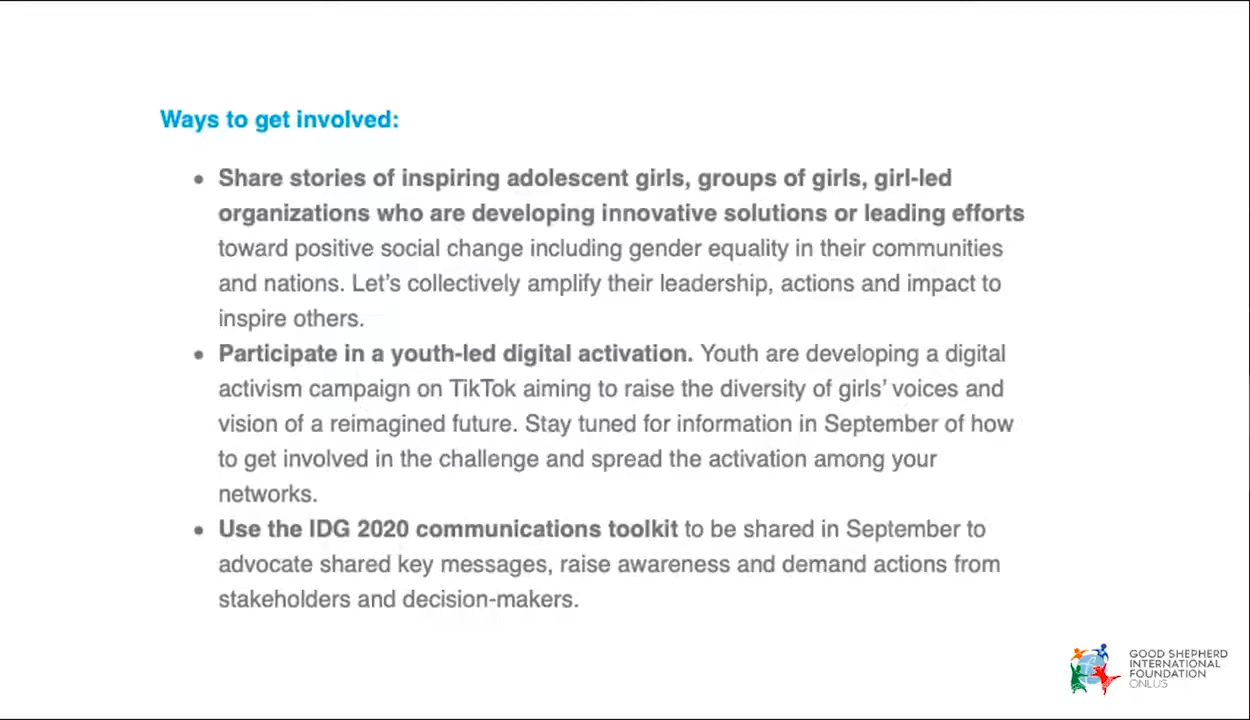 Ways to get involved:
• Share stories of inspiring adolescent girls, groups of girls, girl-led
organizations who are developing innovative solutions or leading efforts
toward positive social change including gender equality in their communities
and nations. Let's collectively amplify their leadership, actions and impact to
inspire others.
• Participate in a youth-led digital activation. Youth are developing a digital
activism campaign on TikTok aiming to raise the diversity of girls' voices and
vision of a reimagined future. Stay tuned for information in September of how
to get involved in the challenge and spread the activation among your
networks.
• Use the IDG 2020 communications toolkit to be shared in September to
advocate shared key messages, raise awareness and demand actions from
stakeholders and decision-makers.
GOOD SHEPHERD
INTERNATIONAL
FOUNDATION
ONLUS